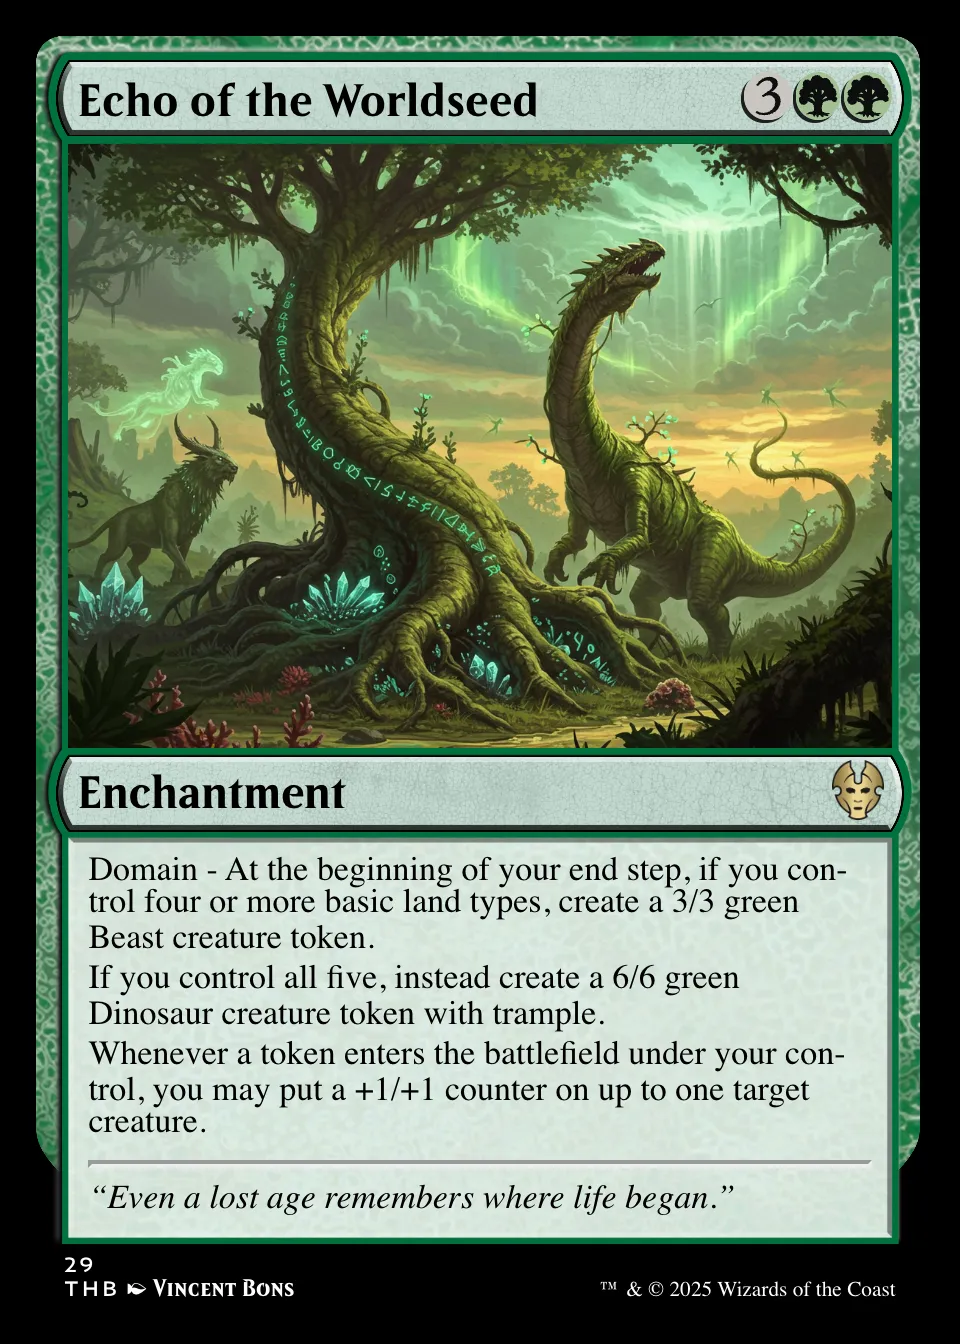 Echo of the Worldseed 3
Enchantment
Domain - At the beginning of your end step, if you con-
trol four or more basic land types, create a 3/3 green
Beast creature token.
If you control all five, instead create a 6/6 green
Dinosaur creature token with trample.
Whenever a token enters the battlefield under your con-
trol, you may put a +1/+1 counter on up to one target
creature.
“Even a lost age remembers where life began.”
29
THB VINCENT BONS
™ & © 2025 Wizards of the Coast